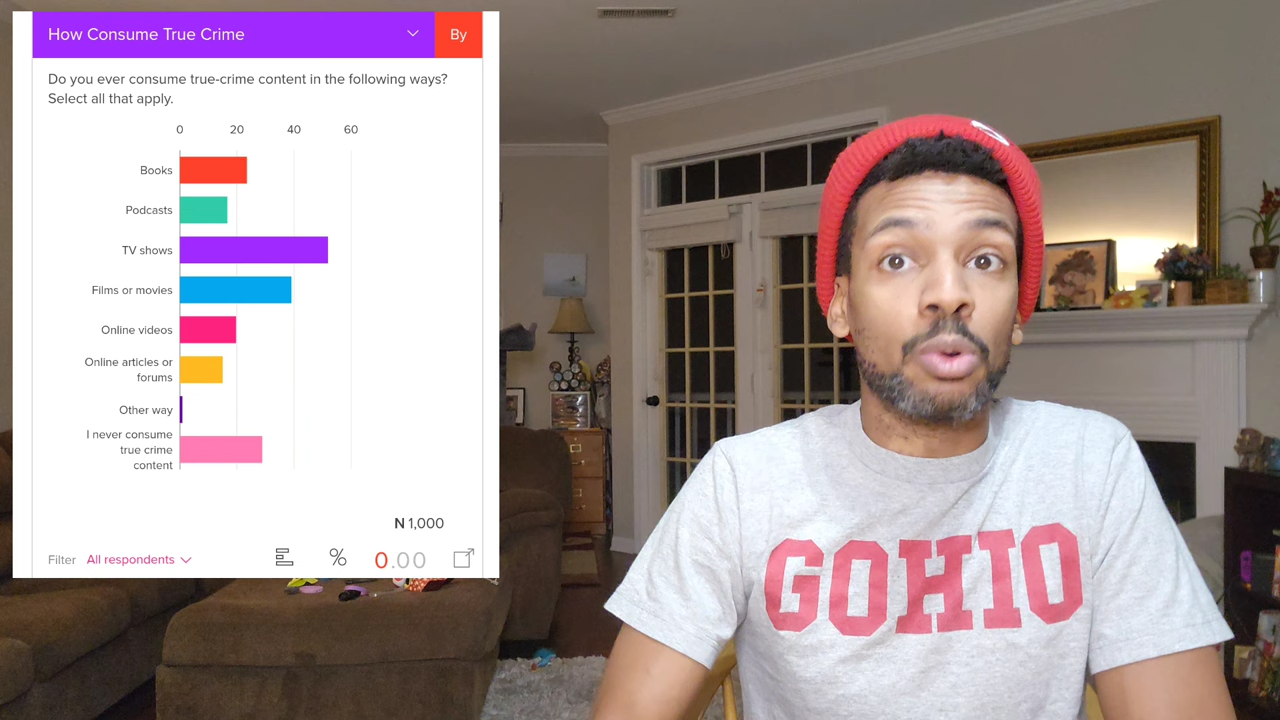 How Consume True Crime
By
Do you ever consume true-crime content in the following ways?
Select all that apply.
0 20 40 60
Books
Podcasts
TV shows
Films or movies
Online videos
Online articles or
forums
Other way
I never consume
true crime
content
N 1,000
Filter All respondents % 0.00
GOHIO